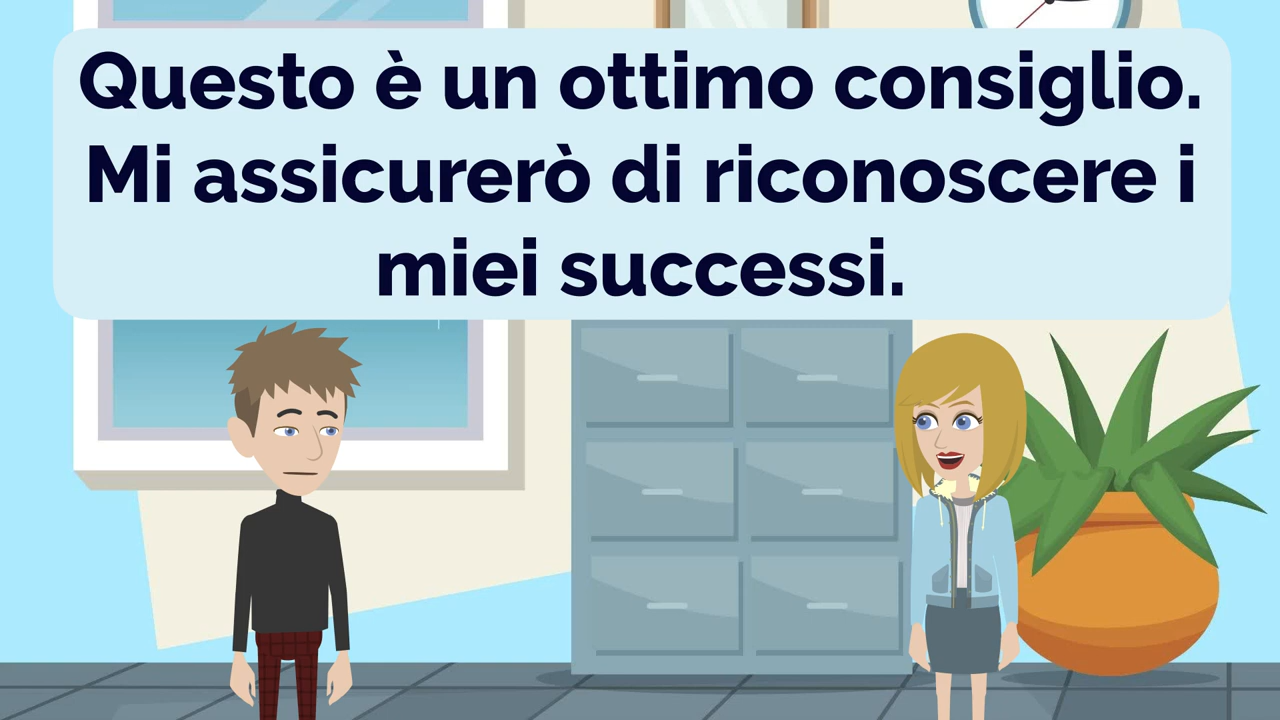 Questo è un ottimo consiglio.
Mi assicurerò di riconoscere i
miei successi.